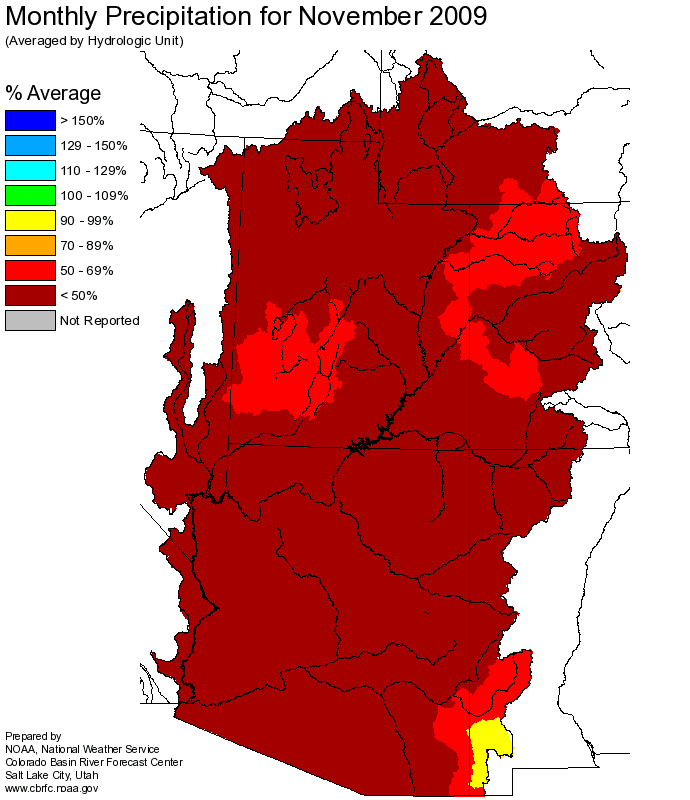 Monthly Precipitation for November 2009
(Averaged by Hydrologic Unit)
% Average
> 150%
129 - 150%
110 - 129%
100 - 109%
90 - 99%
70 - 89%
50 - 69%
< 50%
Not Reported
Prepared by
NOAA, National Weather Service
Colorado Basin River Forecast Center
Salt Lake City, Utah
www.cbrfc.noaa.gov